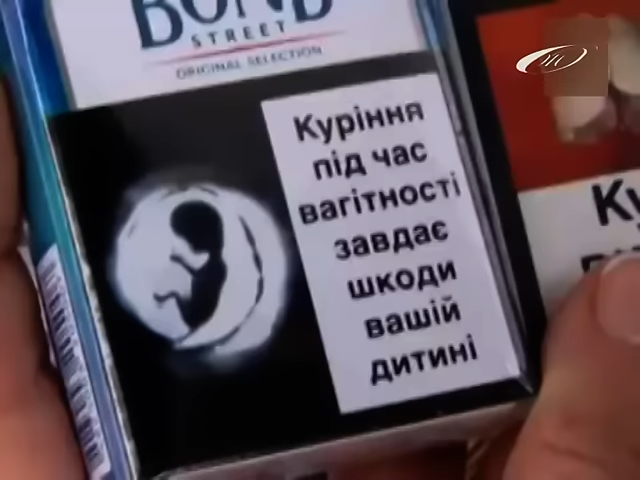 BOND
STREET
ORIGINAL SELECTION
Куріння
під час
вагітності
завдає
шкоди
вашій
дитині
Ку